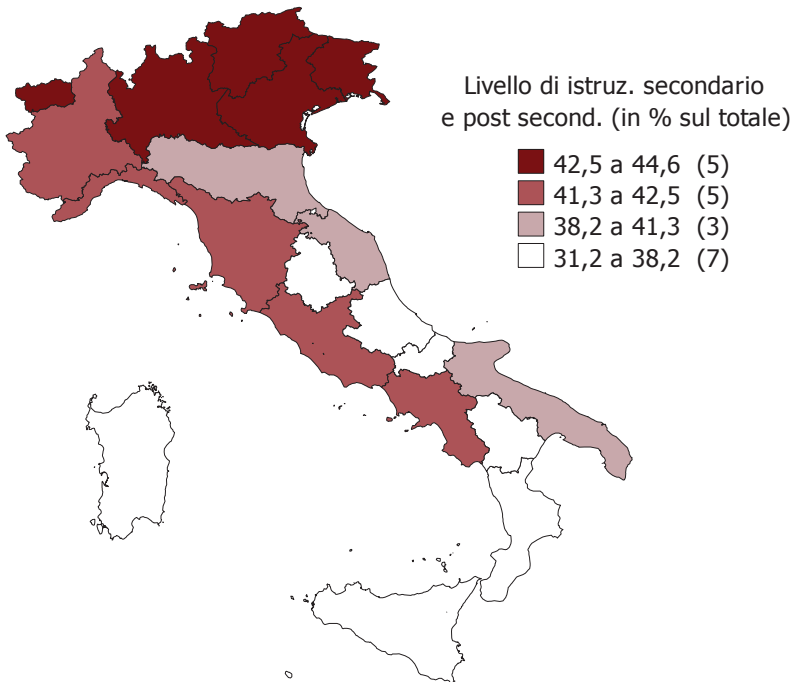 Livello di istruz. secondario
e post second. (in % sul totale)
42,5 a 44,6 (5)
41,3 a 42,5 (5)
38,2 a 41,3 (3)
31,2 a 38,2 (7)